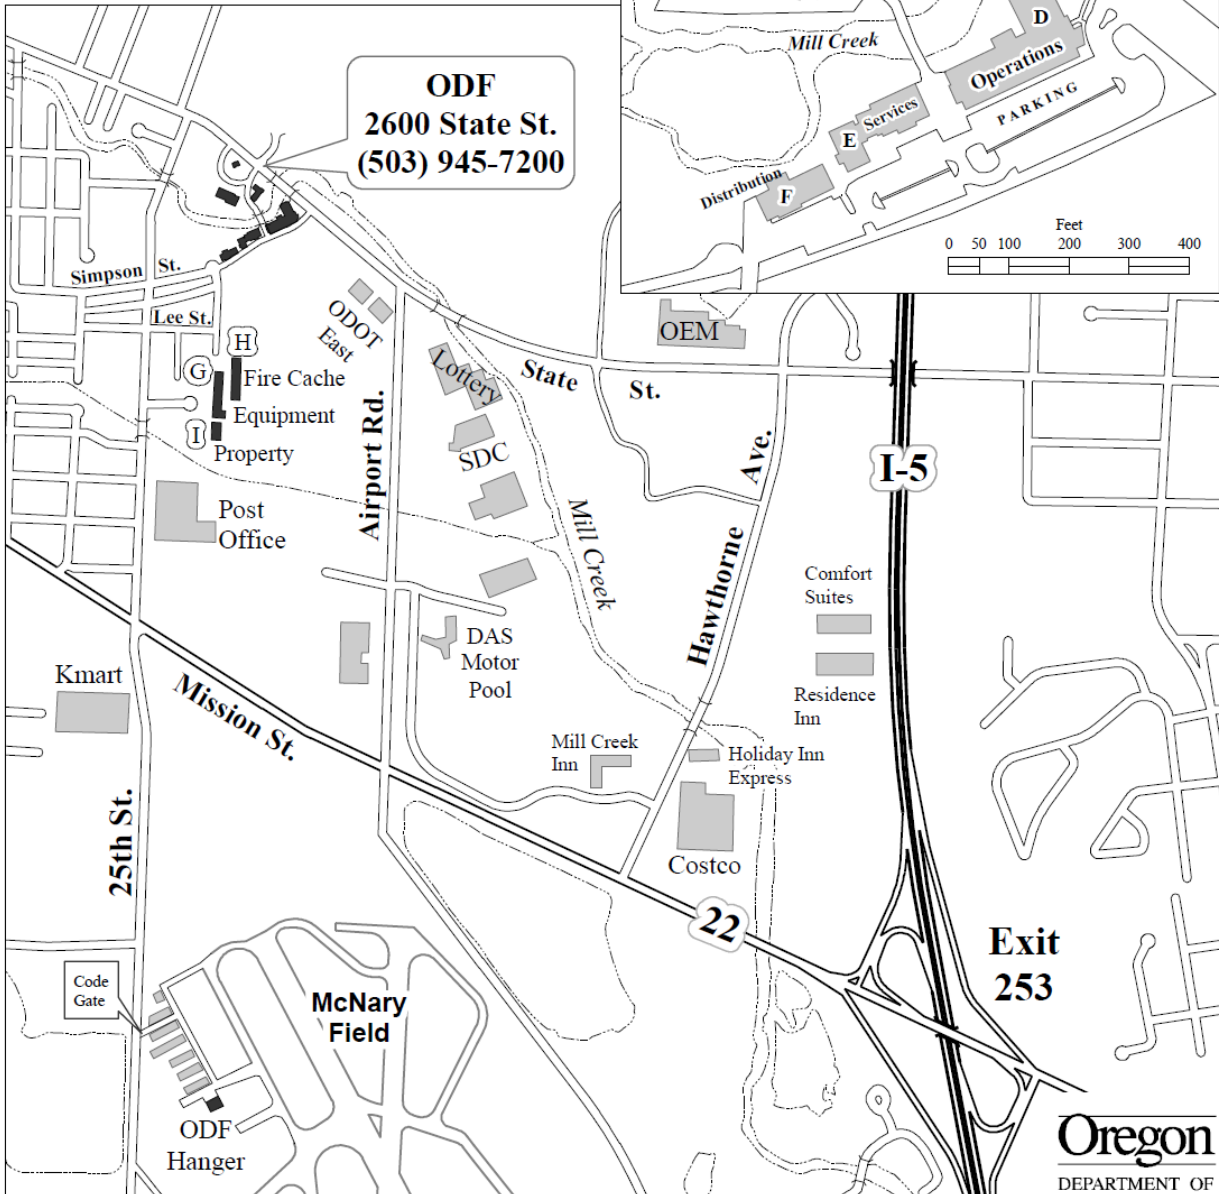 ODF
2600 State St.
(503) 945-7200
Mill Creek
D
Operations
PARKING
Services
E
Distribution
F
Feet
0 50 100 200 300 400
Simpson St.
Lee St.
H
G
Fire Cache
Equipment
I
Property
Post
Office
ODOT
East
Airport Rd.
Lottery
SDC
State St.
OEM
Mill Creek
Hawthorne Ave.
I-5
Comfort
Suites
Residence
Inn
DAS
Motor
Pool
Kmart
Mission St.
Mill Creek
Inn
Holiday Inn
Express
Costco
25th St.
22
Exit
253
Code
Gate
McNary
Field
ODF
Hanger
Oregon
DEPARTMENT OF